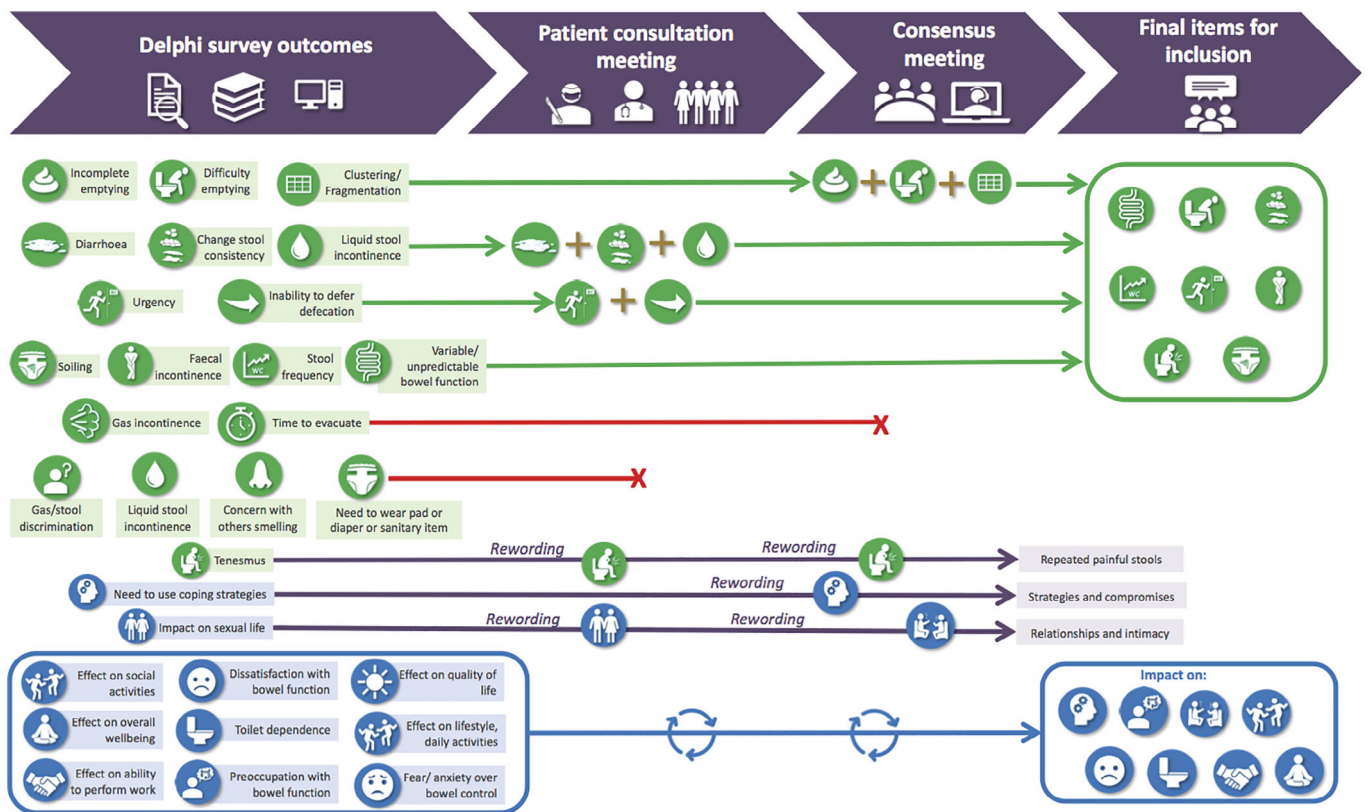 Delphi survey outcomes
Patient consultation
meeting
Consensus
meeting
Final items for
inclusion
Incomplete
emptying
Difficulty
emptying
Clustering/
Fragmentation
Diarrhoea
Change stool
consistency
Liquid stool
incontinence
Urgency
WC
Inability to defer
defecation
Soiling
Faecal
incontinence
WC
Stool
frequency
Variable/
unpredictable
bowel function
WC
Gas incontinence
Time to evacuate
X
?
Gas/stool
discrimination
Liquid stool
incontinence
Concern with
others smelling
Need to wear pad or
diaper or sanitary item
X
Tenesmus
Rewording
Rewording
Repeated painful stools
Need to use coping strategies
Rewording
Strategies and compromises
Impact on sexual life
Rewording
Rewording
Relationships and intimacy
Effect on social
activities
Dissatisfaction with
bowel function
Effect on quality of
life
Effect on overall
wellbeing
Toilet dependence
Effect on lifestyle,
daily activities
Effect on ability
to perform work
Preoccupation with
bowel function
Fear/ anxiety over
bowel control
Impact on: